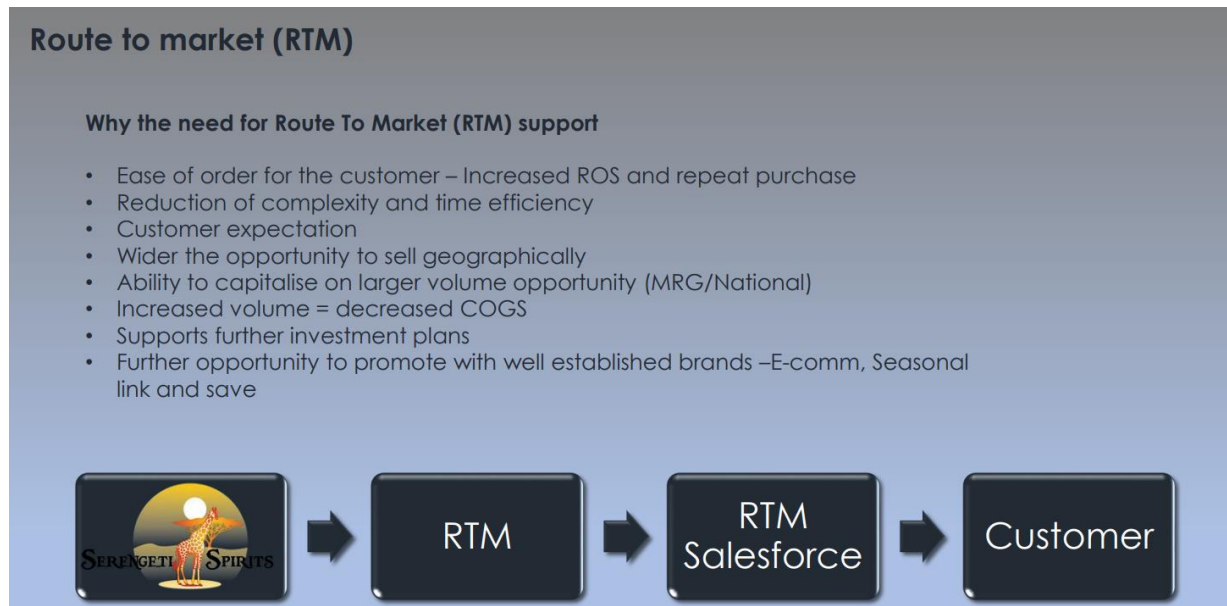 Route to market (RTM)
Why the need for Route To Market (RTM) support
• Ease of order for the customer – Increased ROS and repeat purchase
• Reduction of complexity and time efficiency
• Customer expectation
• Wider the opportunity to sell geographically
• Ability to capitalise on larger volume opportunity (MRG/National)
• Increased volume = decreased COGS
• Supports further investment plans
• Further opportunity to promote with well established brands –E-comm, Seasonal
link and save
SERENGETI SPIRITS
RTM
RTM
Salesforce
Customer